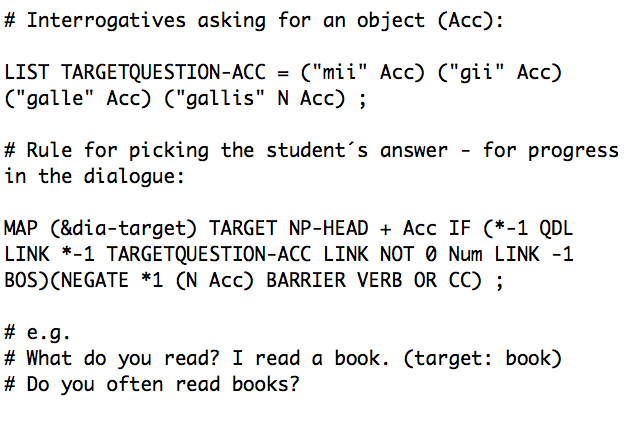 # Interrogatives asking for an object (Acc):
LIST TARGETQUESTION-ACC = ("mii" Acc) ("gii" Acc)
("galle" Acc) ("gallis" N Acc) ;
# Rule for picking the student´s answer - for progress
in the dialogue:
MAP (&dia-target) TARGET NP-HEAD + Acc IF (*-1 QDL
LINK *-1 TARGETQUESTION-ACC LINK NOT 0 Num LINK -1
BOS)(NEGATE *1 (N Acc) BARRIER VERB OR CC) ;
# e.g.
# What do you read? I read a book. (target: book)
# Do you often read books?